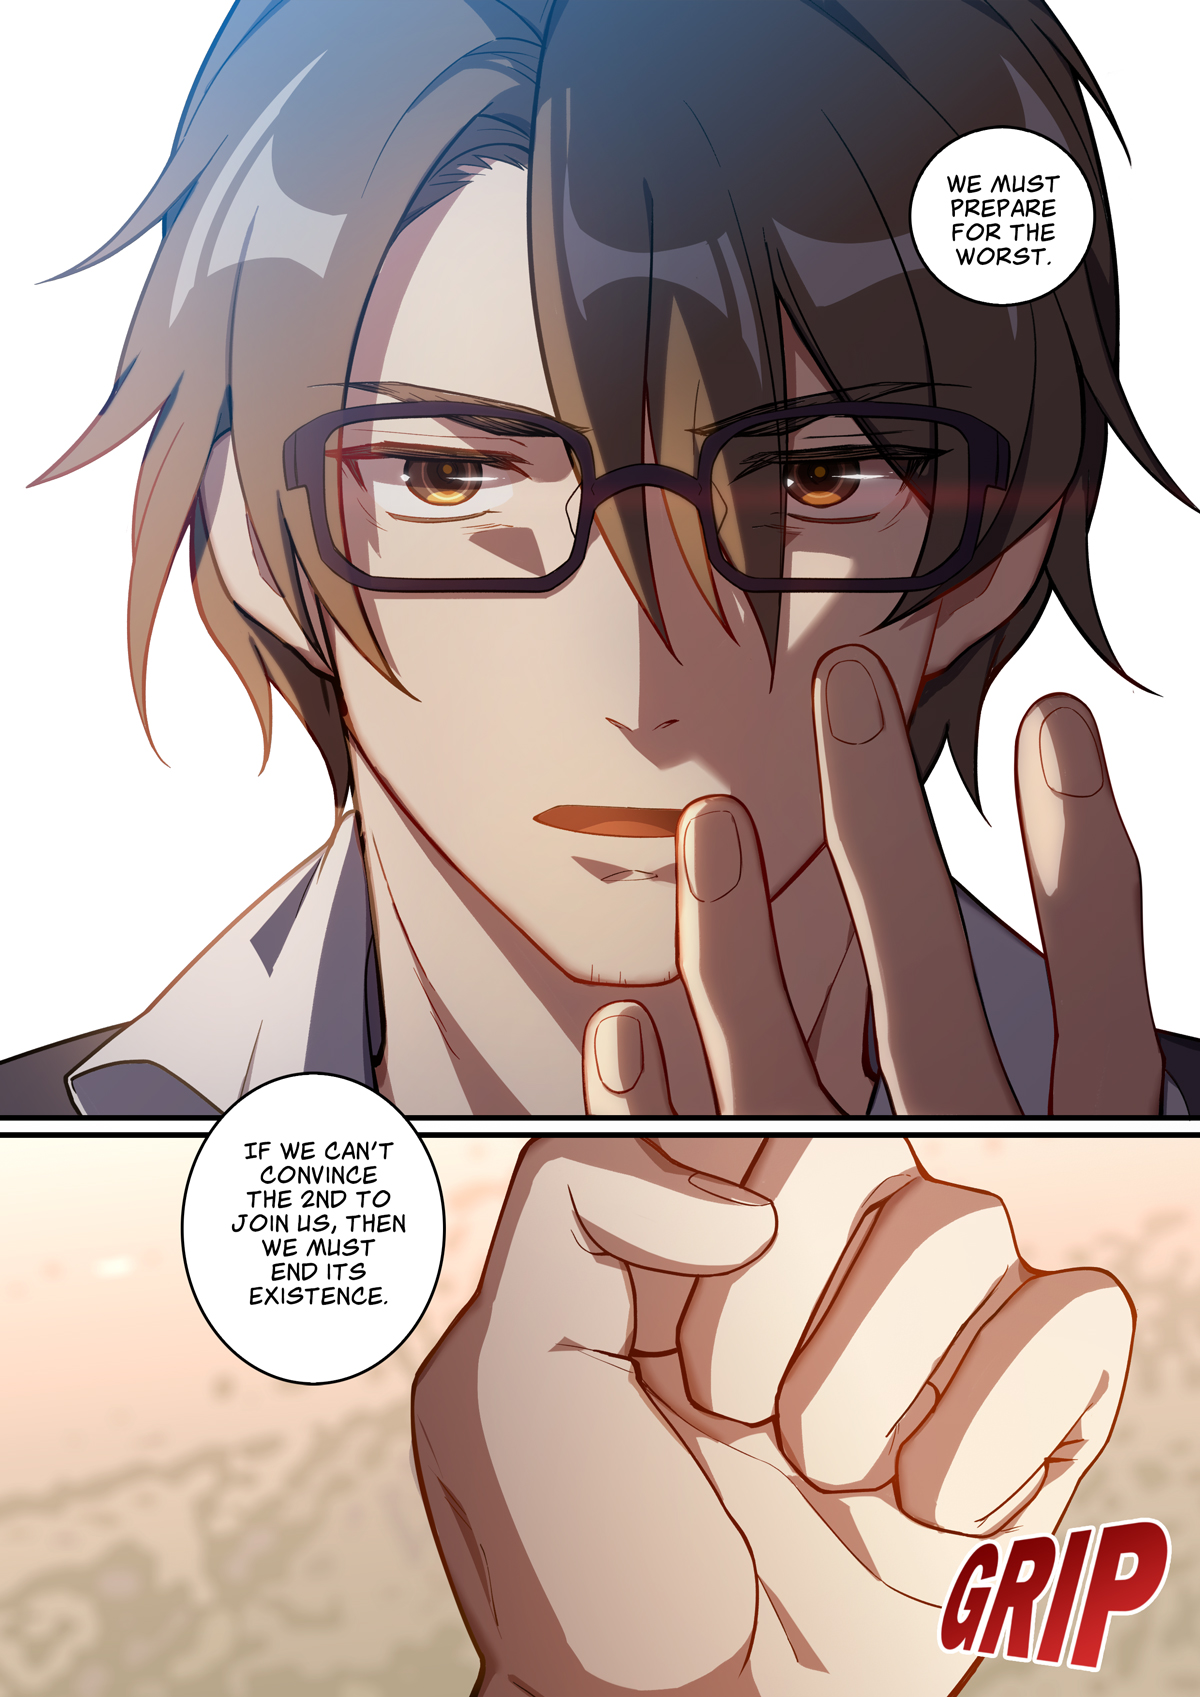 WE MUST
PREPARE
FOR THE
WORST.
IF WE CAN'T
CONVINCE
THE 2ND TO
JOIN US, THEN
WE MUST
END ITS
EXISTENCE.
GRIP